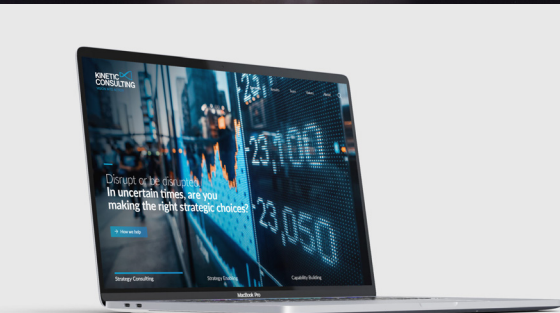 KINETIC
CONSULTING
23,100
23,050
Disrupt or be disrupted
In uncertain times, are you
making the right strategic choices?
+ How we help
Strategy Consulting
Strategy
Capability Building
MacBook Pro